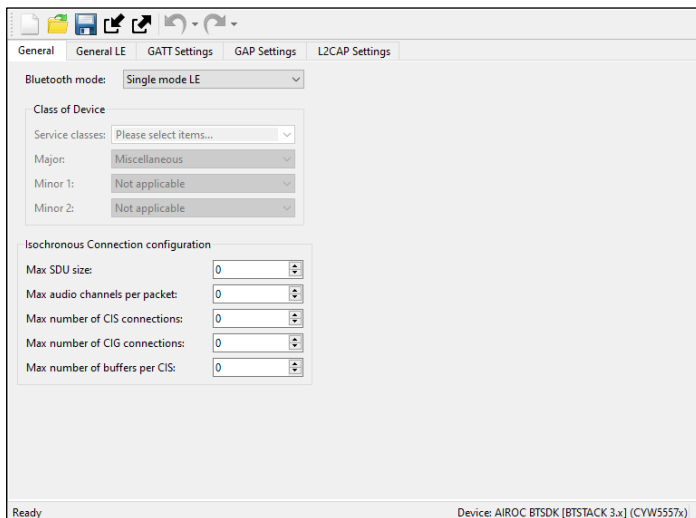 General General LE GATT Settings GAP Settings L2CAP Settings
Bluetooth mode: Single mode LE
Class of Device
Service classes: Please select items...
Major: Miscellaneous
Minor 1: Not applicable
Minor 2: Not applicable
Isochronous Connection configuration
Max SDU size: 0
Max audio channels per packet: 0
Max number of CIS connections: 0
Max number of CIG connections: 0
Max number of buffers per CIS: 0
Ready Device: AIROC BTSDK [BTSTACK 3.x] (CYW5557x)